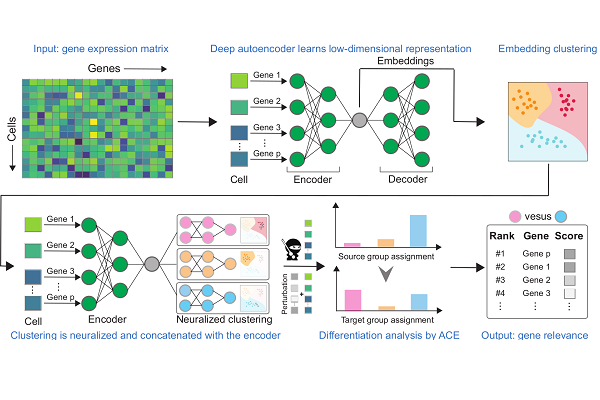 Input: gene expression matrix
Deep autoencoder learns low-dimensional representation
Embedding clustering
Genes
Cells
Embeddings
Gene 1
Gene 2
Gene 3
Gene p
Cell
Encoder
Decoder
Gene 1
Gene 2
Gene 3
Gene p
Cell
Encoder
Neuralized clustering
Perturbation
+
Source group assignment
Target group assignment
vesus
Rank Gene Score
#1 Gene p
#2 Gene 1
#3 Gene 2
#4 Gene 3
Clustering is neuralized and concatenated with the encoder
Differentiation analysis by ACE
Output: gene relevance